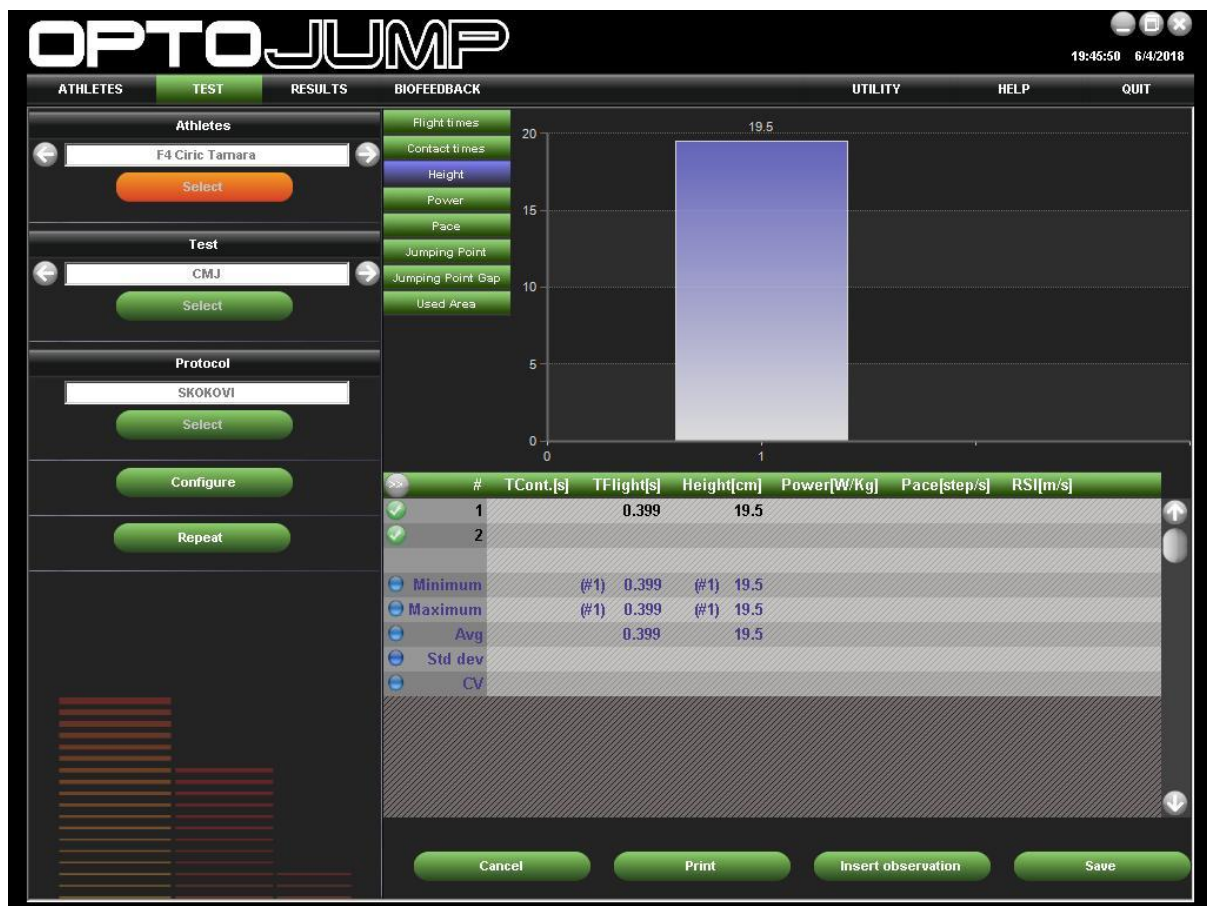 OPTOJUMP
19:45:50 6/4/2018
ATHLETES TEST RESULTS BIOFEEDBACK UTILITY HELP QUIT
Athletes
F4 Ciric Tamara
Select
Test
CMJ
Select
Protocol
SKOKOVI
Select
Configure
Repeat
Flight times
Contact times
Height
Power
Pace
Jumping Point
Jumping Point Gap
Used Area
19.5
20
15
10
5
0
0 1
>> # TCont.[s] TFlight[s] Height[cm] Power[W/Kg] Pace[step/s] RSI[m/s]
1 0.399 19.5
2
Minimum (#1) 0.399 (#1) 19.5
Maximum (#1) 0.399 (#1) 19.5
Avg 0.399 19.5
Std dev
CV
Cancel Print Insert observation Save